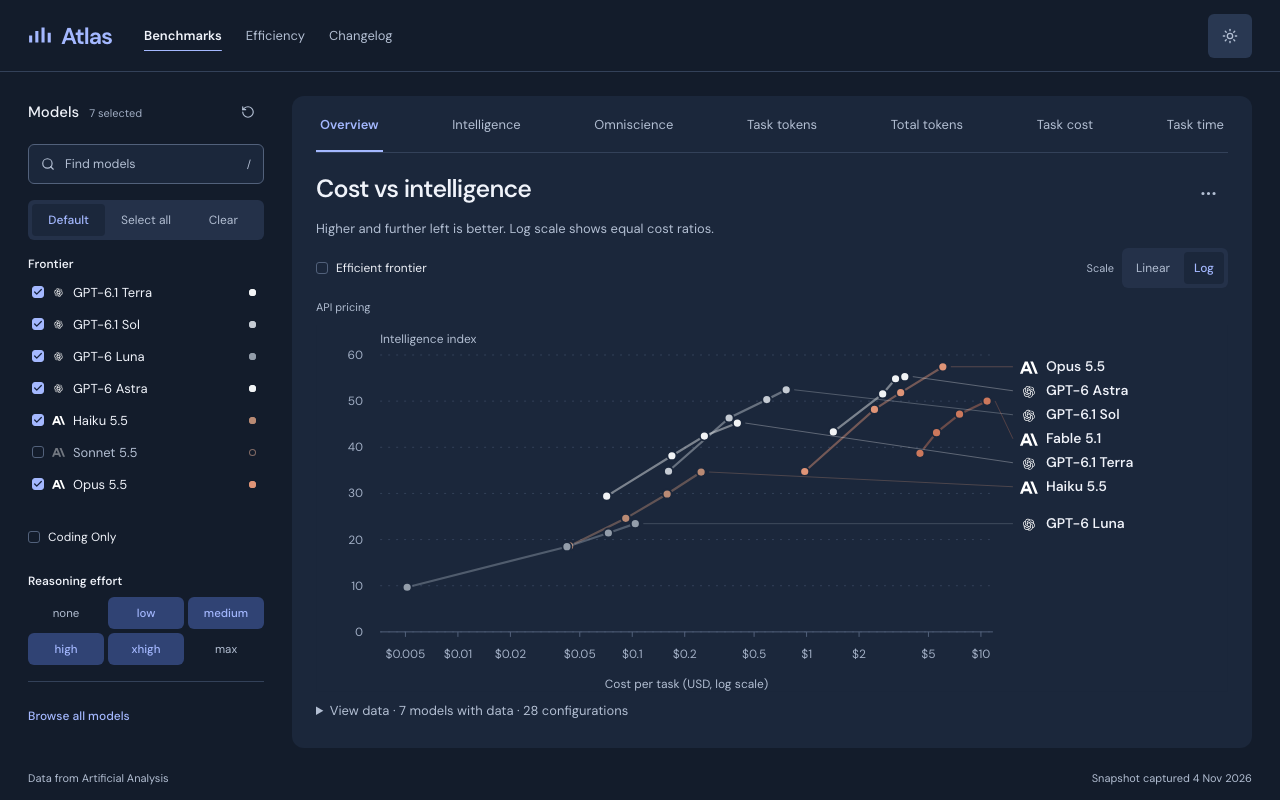 Atlas
Benchmarks
Efficiency
Changelog
Models 7 selected
Find models /
Default
Select all
Clear
Frontier
GPT-6.1 Terra
GPT-6.1 Sol
GPT-6 Luna
GPT-6 Astra
Haiku 5.5
Sonnet 5.5
Opus 5.5
Coding Only
Reasoning effort
none
low
medium
high
xhigh
max
Browse all models
Overview
Intelligence
Omniscience
Task tokens
Total tokens
Task cost
Task time
Cost vs intelligence
Higher and further left is better. Log scale shows equal cost ratios.
Efficient frontier
Scale
Linear
Log
API pricing
Intelligence index
60
50
40
30
20
10
0
Opus 5.5
GPT-6 Astra
GPT-6.1 Sol
Fable 5.1
GPT-6.1 Terra
Haiku 5.5
GPT-6 Luna
$0.005
$0.01
$0.02
$0.05
$0.1
$0.2
$0.5
$1
$2
$5
$10
Cost per task (USD, log scale)
View data · 7 models with data · 28 configurations
Data from Artificial Analysis
Snapshot captured 4 Nov 2026